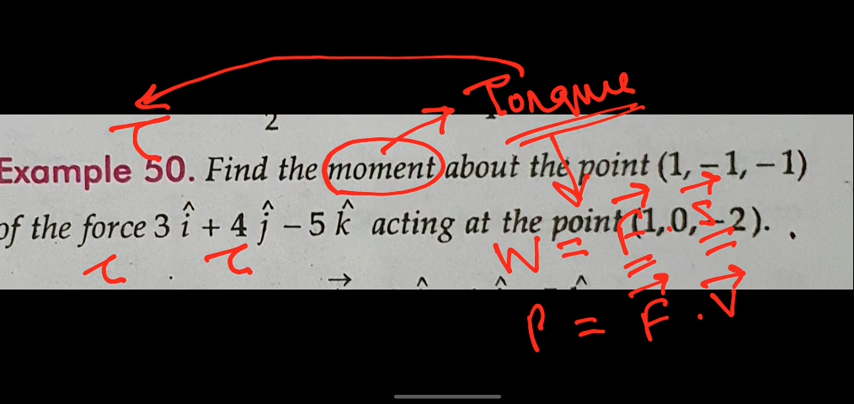 Torque
τ
2
Example 50. Find the moment about the point (1, – 1, – 1)
of the force 3 î + 4 ĵ – 5 k̂ acting at the point (1, 0, – 2).
τ τ W = F⃗ . S⃗
P = F⃗ . V⃗